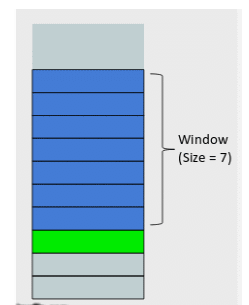 Window
(Size = 7)